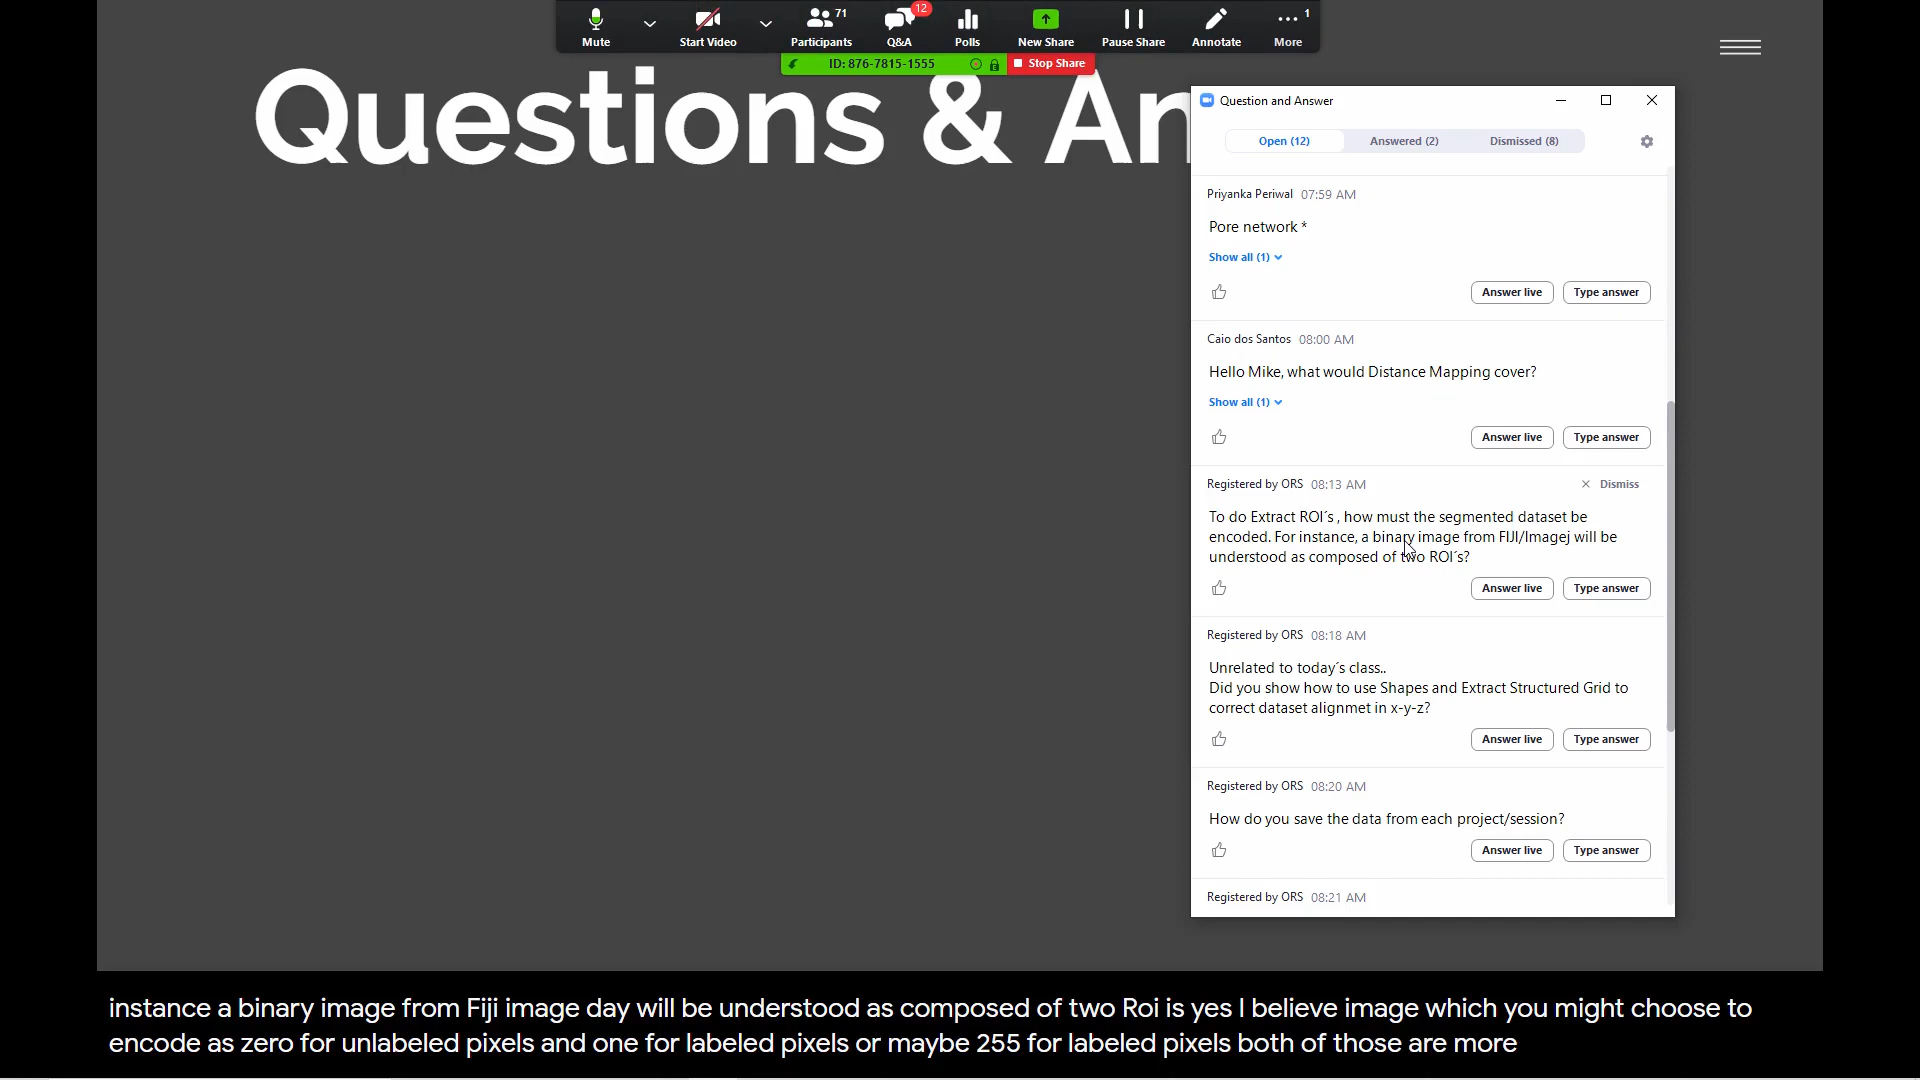 71
12
1
Mute
Start Video
Participants
Q&A
Polls
New Share
Pause Share
Annotate
More
ID: 876-7815-1555
Stop Share
Questions & An
Question and Answer
Open (12)
Answered (2)
Dismissed (8)
Priyanka Periwal 07:59 AM
Pore network *
Show all (1)
Answer live
Type answer
Caio dos Santos 08:00 AM
Hello Mike, what would Distance Mapping cover?
Show all (1)
Answer live
Type answer
Registered by ORS 08:13 AM
Dismiss
To do Extract ROI´s , how must the segmented dataset be
encoded. For instance, a binary image from FIJI/Imagej will be
understood as composed of two ROI´s?
Answer live
Type answer
Registered by ORS 08:18 AM
Unrelated to today´s class..
Did you show how to use Shapes and Extract Structured Grid to
correct dataset alignmet in x-y-z?
Answer live
Type answer
Registered by ORS 08:20 AM
How do you save the data from each project/session?
Answer live
Type answer
Registered by ORS 08:21 AM
instance a binary image from Fiji image day will be understood as composed of two Roi is yes I believe image which you might choose to
encode as zero for unlabeled pixels and one for labeled pixels or maybe 255 for labeled pixels both of those are more